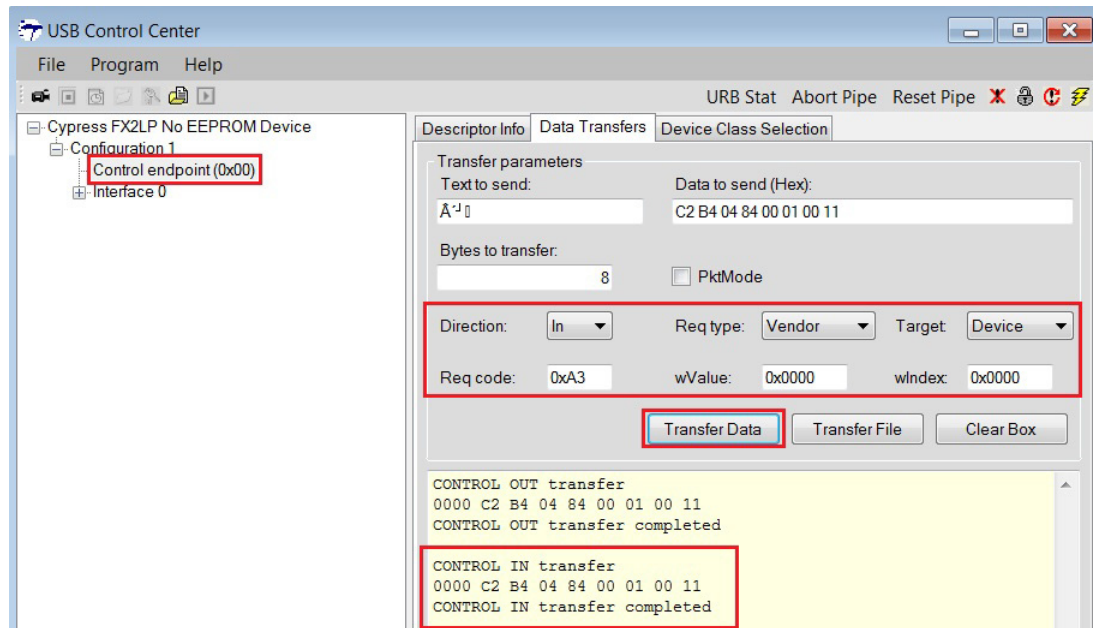 USB Control Center
File Program Help
URB Stat Abort Pipe Reset Pipe
Cypress FX2LP No EEPROM Device
Configuration 1
Control endpoint (0x00)
Interface 0
Descriptor Info Data Transfers Device Class Selection
Transfer parameters
Text to send: Data to send (Hex):
C2 B4 04 84 00 01 00 11
Bytes to transfer:
8 PktMode
Direction: In Req type: Vendor Target: Device
Req code: 0xA3 wValue: 0x0000 wIndex: 0x0000
Transfer Data Transfer File Clear Box
CONTROL OUT transfer
0000 C2 B4 04 84 00 01 00 11
CONTROL OUT transfer completed
CONTROL IN transfer
0000 C2 B4 04 84 00 01 00 11
CONTROL IN transfer completed